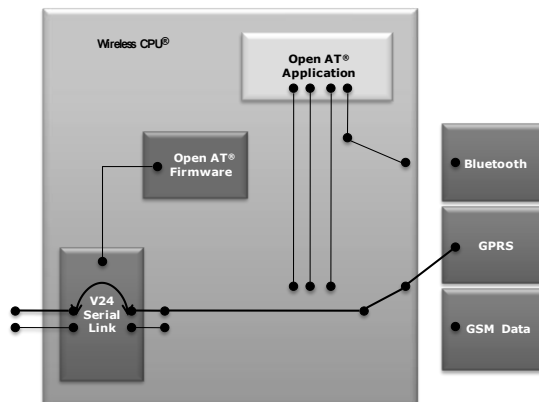 Wireless CPU®
Open AT®
Application
Open AT®
Firmware
Bluetooth
GPRS
V24
Serial
Link
GSM Data